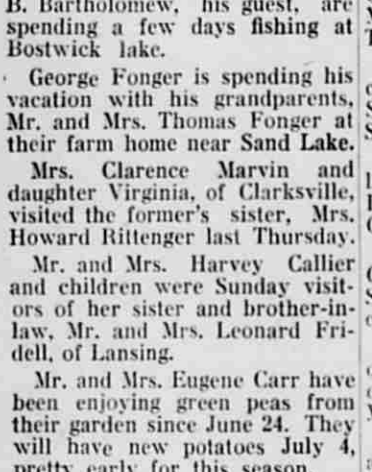 B. Bartholomew, his guest, are
spending a few days fishing at
Bostwick lake.
George Fonger is spending his
vacation with his grandparents,
Mr. and Mrs. Thomas Fonger at
their farm home near Sand Lake.
Mrs. Clarence Marvin and
daughter Virginia, of Clarksville,
visited the former's sister, Mrs.
Howard Rittenger last Thursday.
Mr. and Mrs. Harvey Callier
and children were Sunday visit-
ors of her sister and brother-in-
law, Mr. and Mrs. Leonard Fri-
dell, of Lansing.
Mr. and Mrs. Eugene Carr have
been enjoying green peas from
their garden since June 24. They
will have new potatoes July 4,
pretty early for this season.